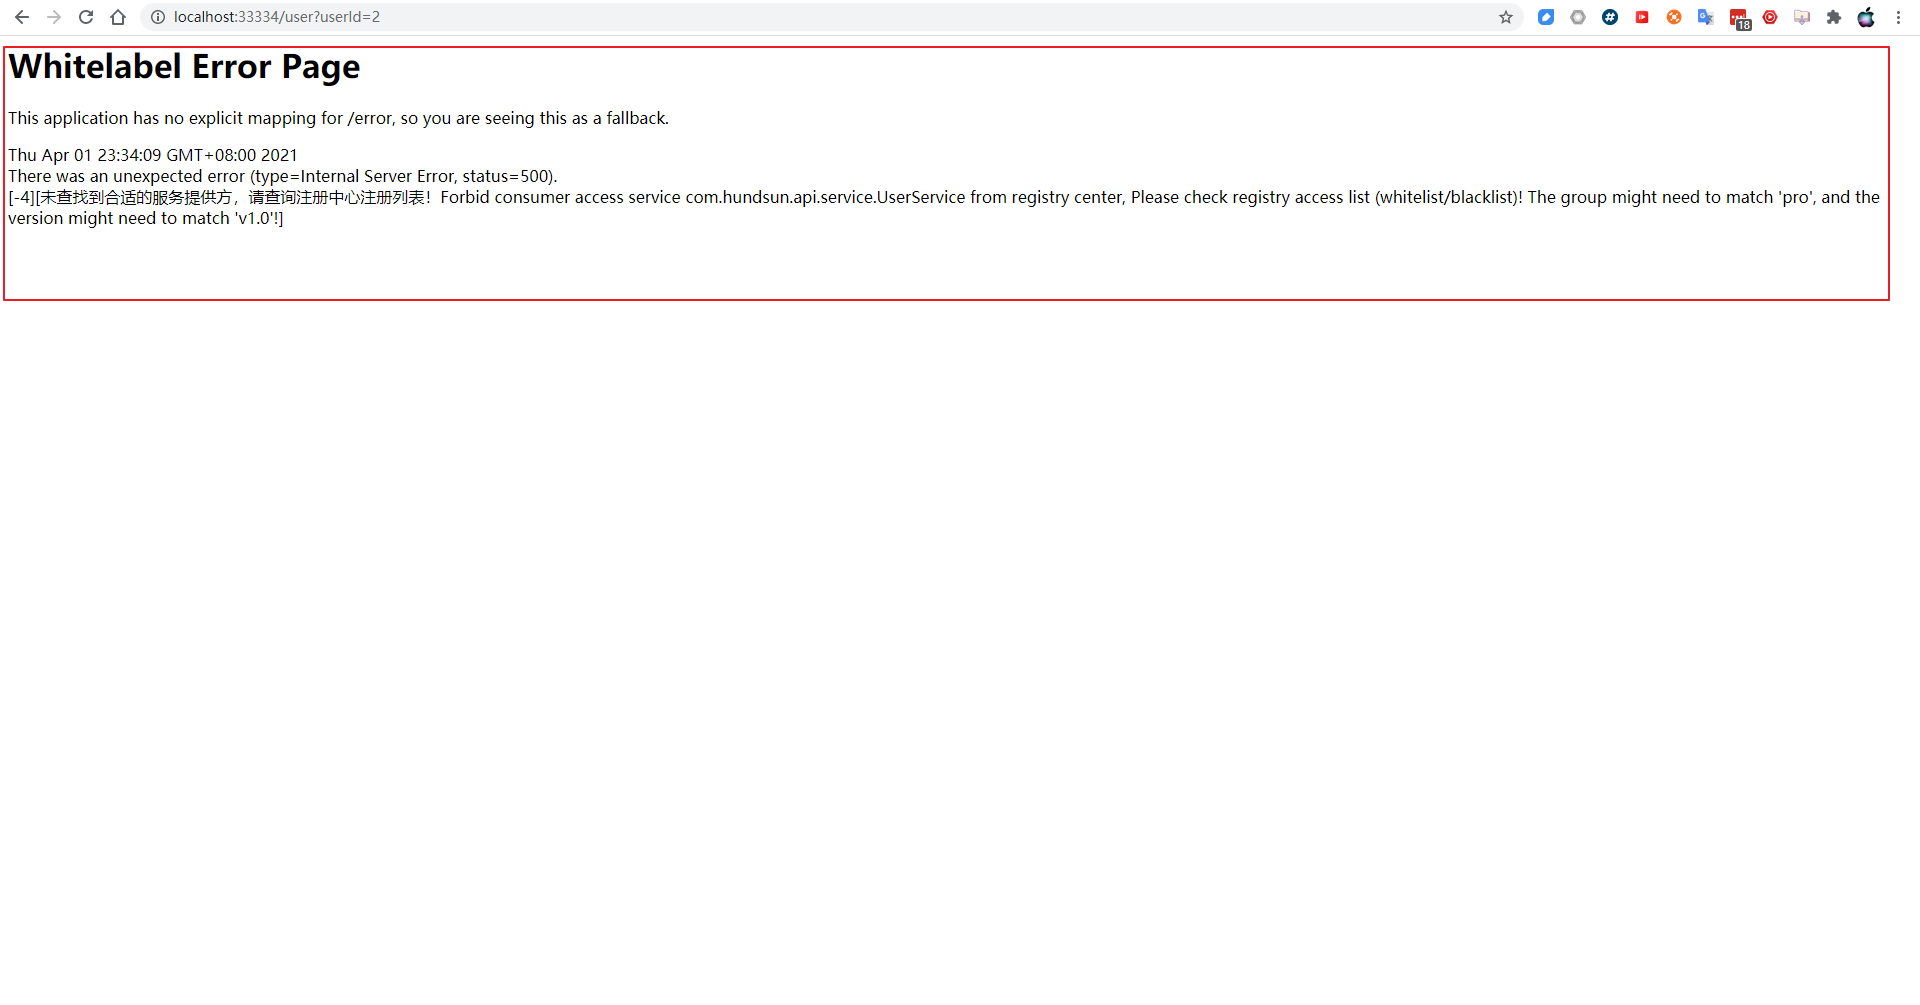 localhost:33334/user?userId=2
18
Whitelabel Error Page
This application has no explicit mapping for /error, so you are seeing this as a fallback.
Thu Apr 01 23:34:09 GMT+08:00 2021
There was an unexpected error (type=Internal Server Error, status=500).
[-4][未查找到合适的服务提供方，请查询注册中心注册列表！Forbid consumer access service com.hundsun.api.service.UserService from registry center, Please check registry access list (whitelist/blacklist)! The group might need to match 'pro', and the
version might need to match 'v1.0'!]